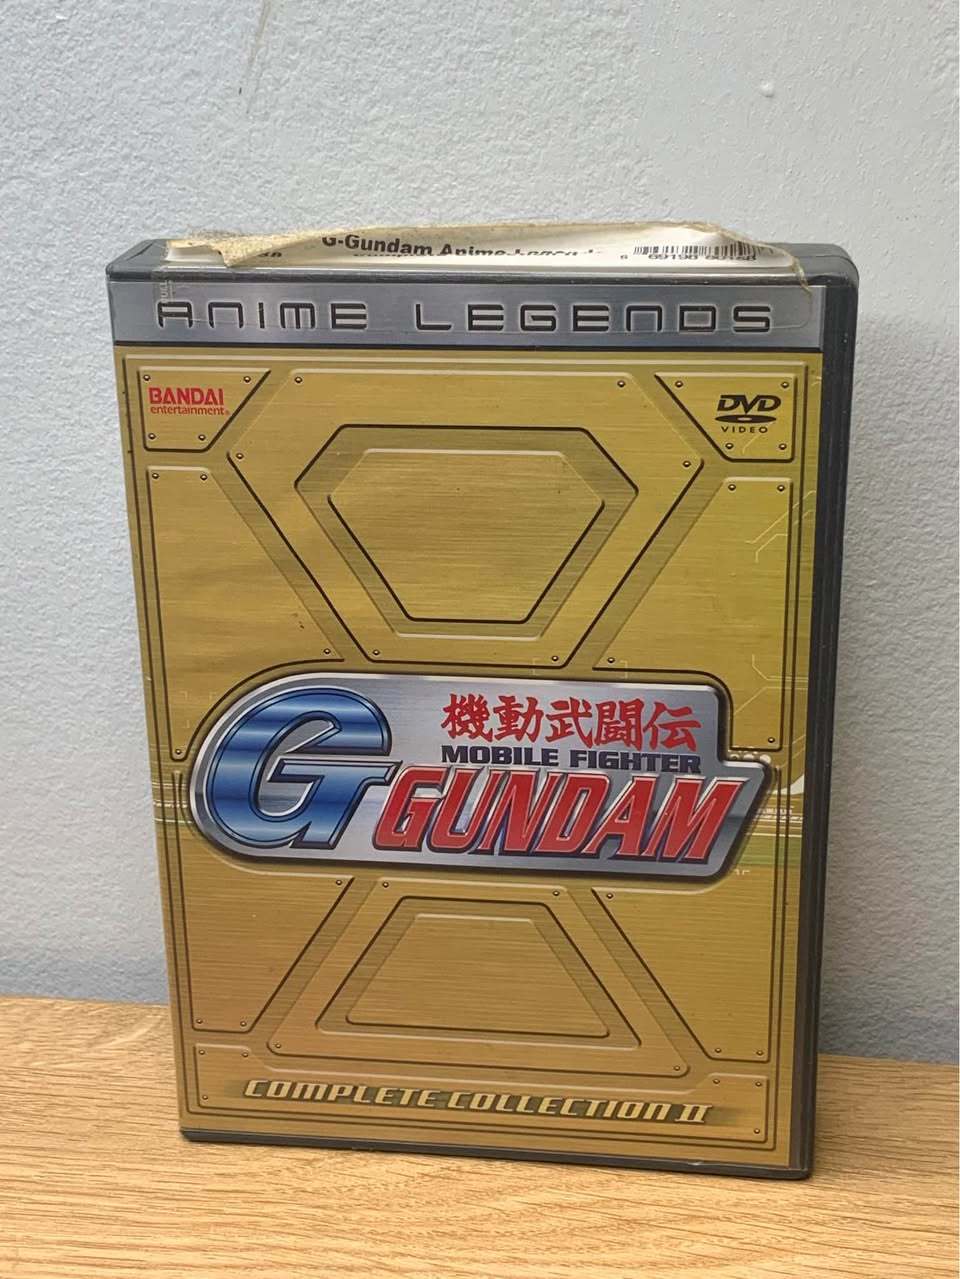 G-Gundam Anime
ANIME LEGENDS
BANDAI
entertainment®
DVD
VIDEO
機動武闘伝
MOBILE FIGHTER
G GUNDAM
COMPLETE COLLECTION II